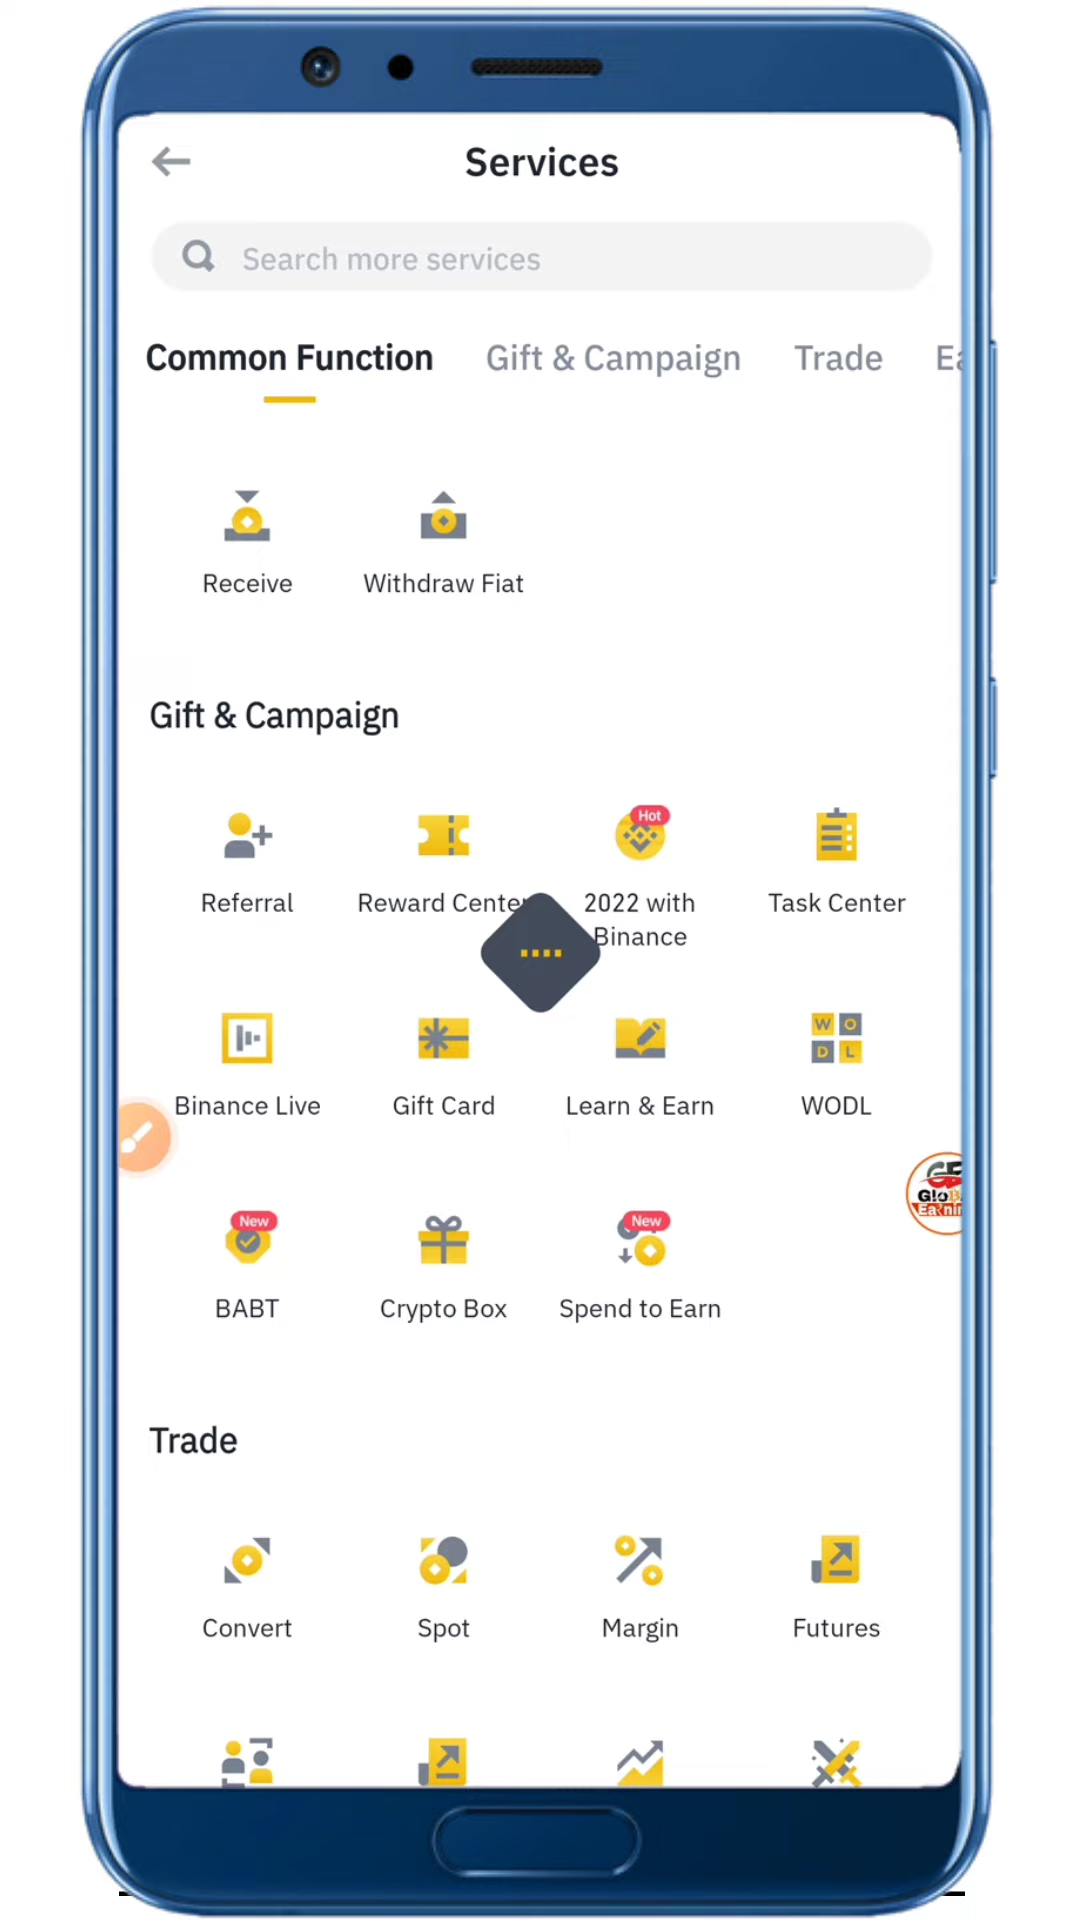 Services
Search more services
Common Function Gift & Campaign Trade
Receive Withdraw Fiat
Gift & Campaign
Hot
Referral Reward Center 2022 with Task Center
Binance
W O
D L
Binance Live Gift Card Learn & Earn WODL
New New
BABT Crypto Box Spend to Earn
Trade
Convert Spot Margin Futures